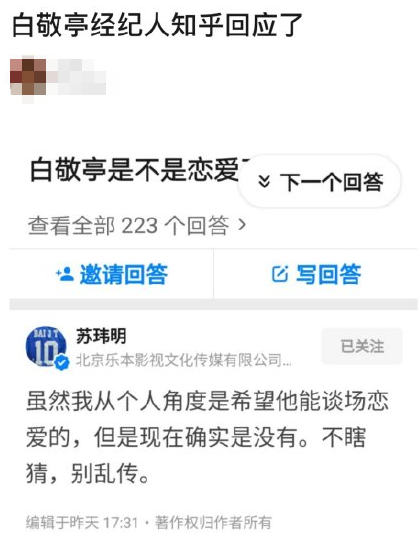 白敬亭经纪人知乎回应了
白敬亭是不是恋爱
下一个回答
查看全部 223 个回答 >
邀请回答
写回答
BAI J T
10
苏玮明
北京乐本影视文化传媒有限公司...
已关注
虽然我从个人角度是希望他能谈场恋
爱的，但是现在确实是没有。不瞎
猜，别乱传。
编辑于昨天 17:31 · 著作权归作者所有